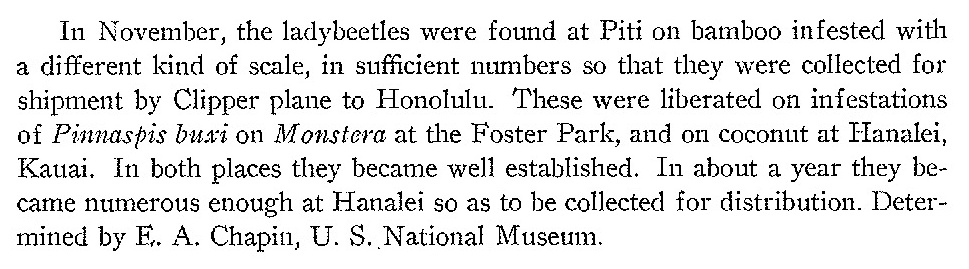 In November, the ladybeetles were found at Piti on bamboo infested with
a different kind of scale, in sufficient numbers so that they were collected for
shipment by Clipper plane to Honolulu. These were liberated on infestations
of Pinnaspis buxi on Monstera at the Foster Park, and on coconut at Hanalei,
Kauai. In both places they became well established. In about a year they be-
came numerous enough at Hanalei so as to be collected for distribution. Deter-
mined by E. A. Chapin, U. S. National Museum.